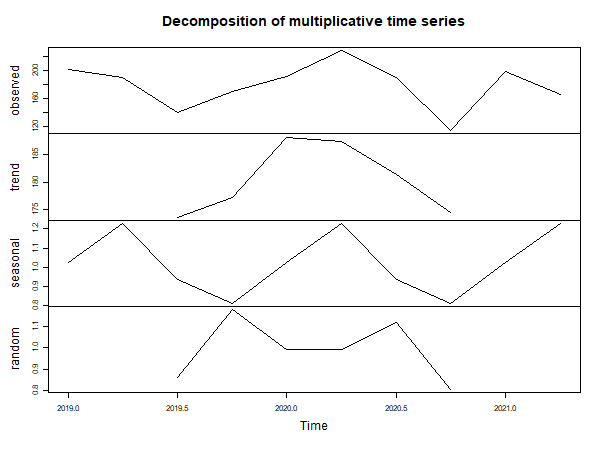 Decomposition of multiplicative time series
observed
120 160 200
trend
175 180 185
seasonal
0.8 0.9 1.0 1.1 1.2
random
0.8 0.9 1.0 1.1
2019.0 2019.5 2020.0 2020.5 2021.0
Time